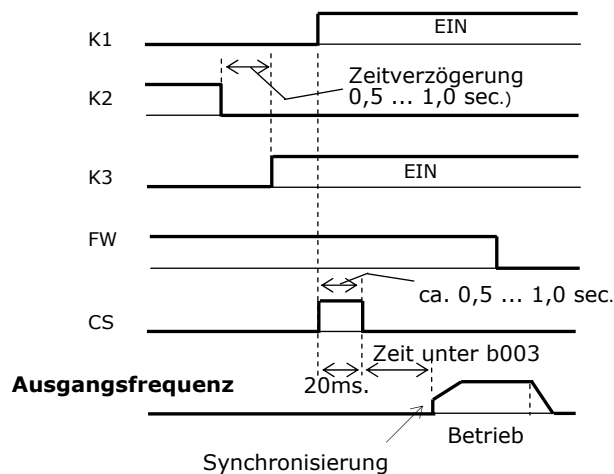 K1
EIN
K2
Zeitverzögerung
0,5 ... 1,0 sec.)
K3
EIN
FW
ca. 0,5 ... 1,0 sec.
CS
Zeit unter b003
Ausgangsfrequenz
20ms.
Betrieb
Synchronisierung